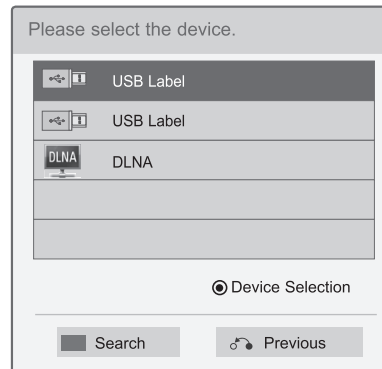 Please select the device.
USB Label
USB Label
DLNA DLNA
Device Selection
Search Previous